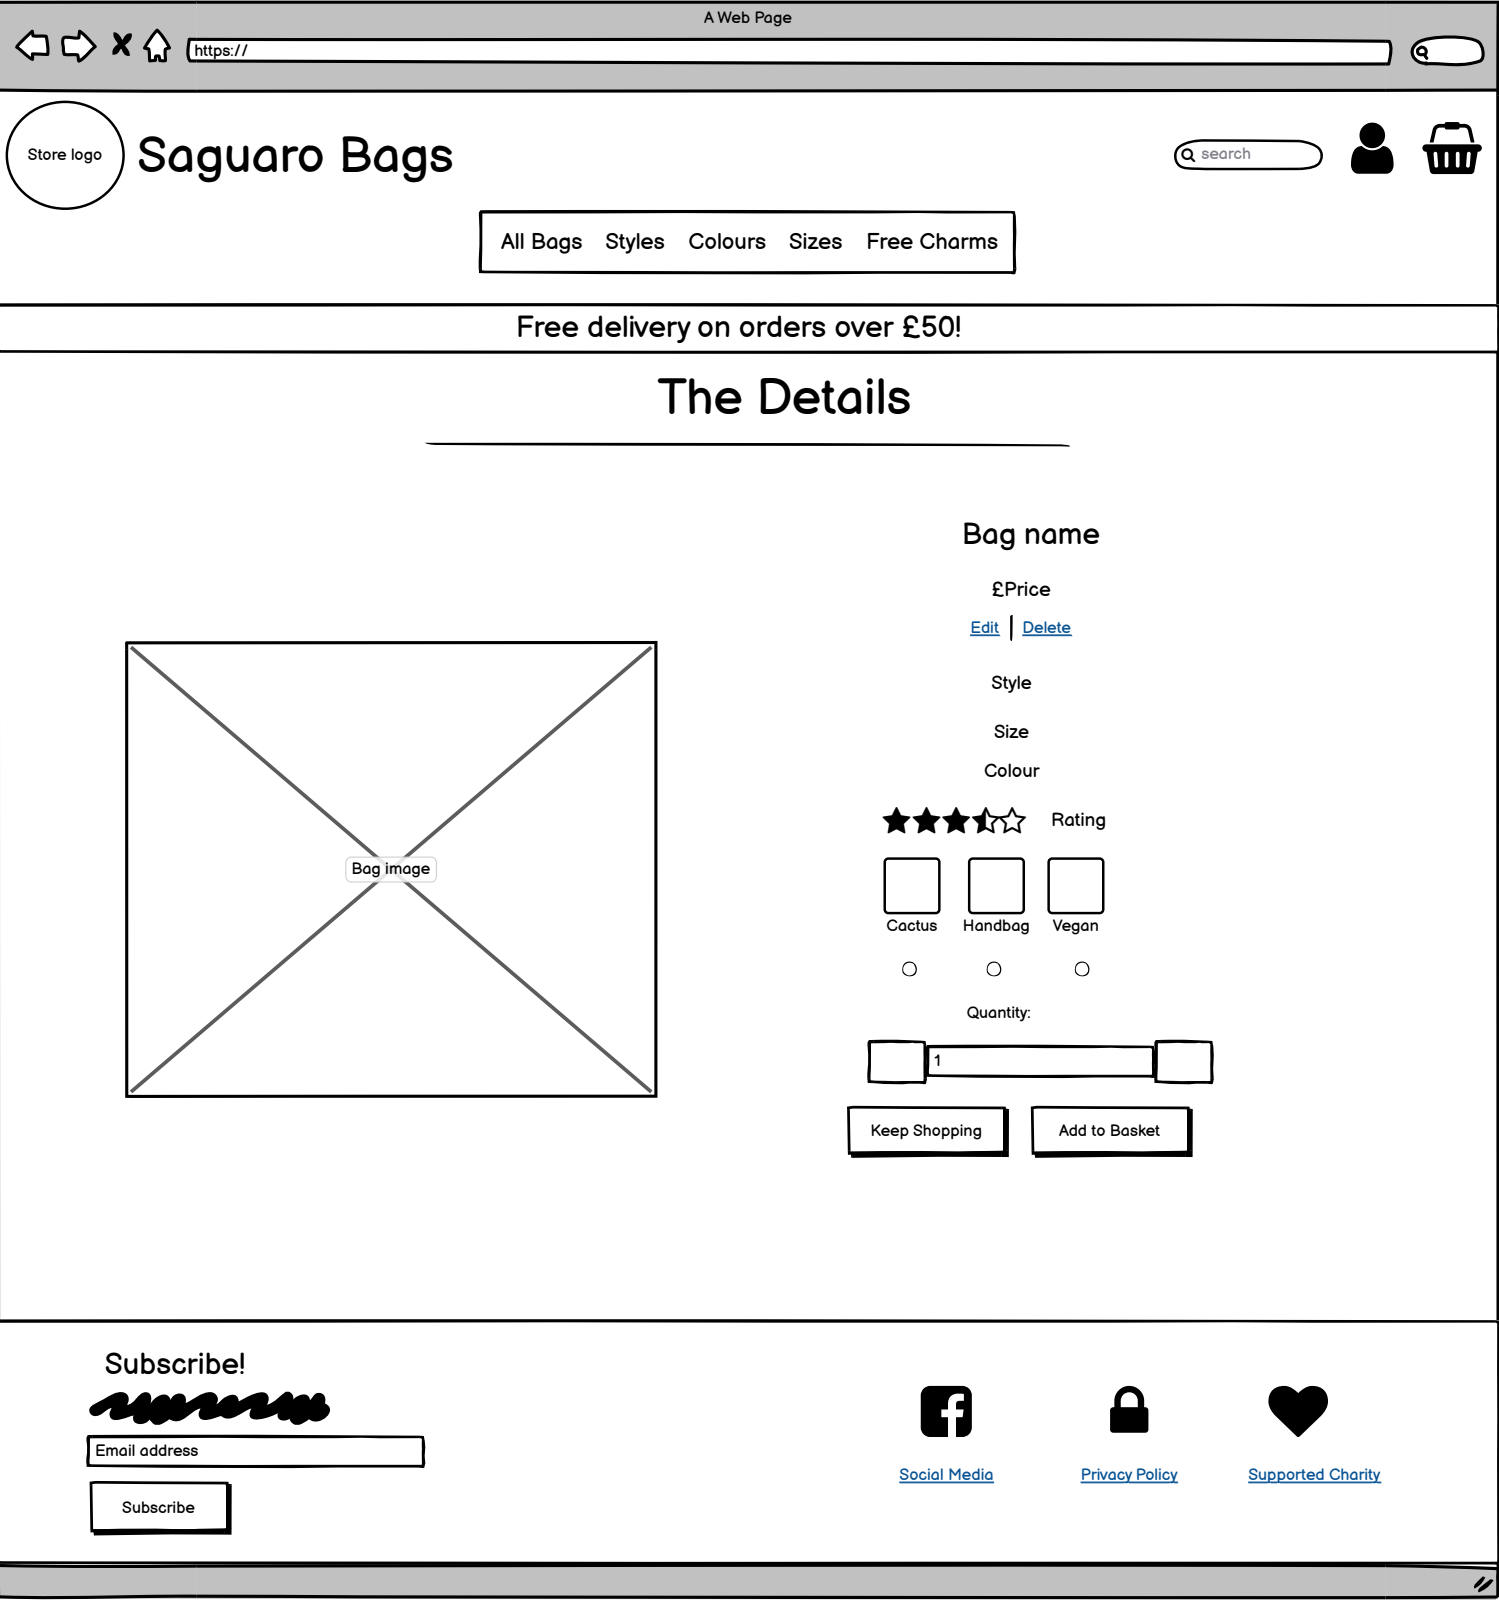 A Web Page
https://
Store logo
Saguaro Bags
search
All Bags Styles Colours Sizes Free Charms
Free delivery on orders over £50!
The Details
Bag name
£Price
Edit Delete
Style
Size
Colour
Rating
Bag image
Cactus Handbag Vegan
Quantity:
1
Keep Shopping Add to Basket
Subscribe!
Email address
Subscribe
Social Media Privacy Policy Supported Charity